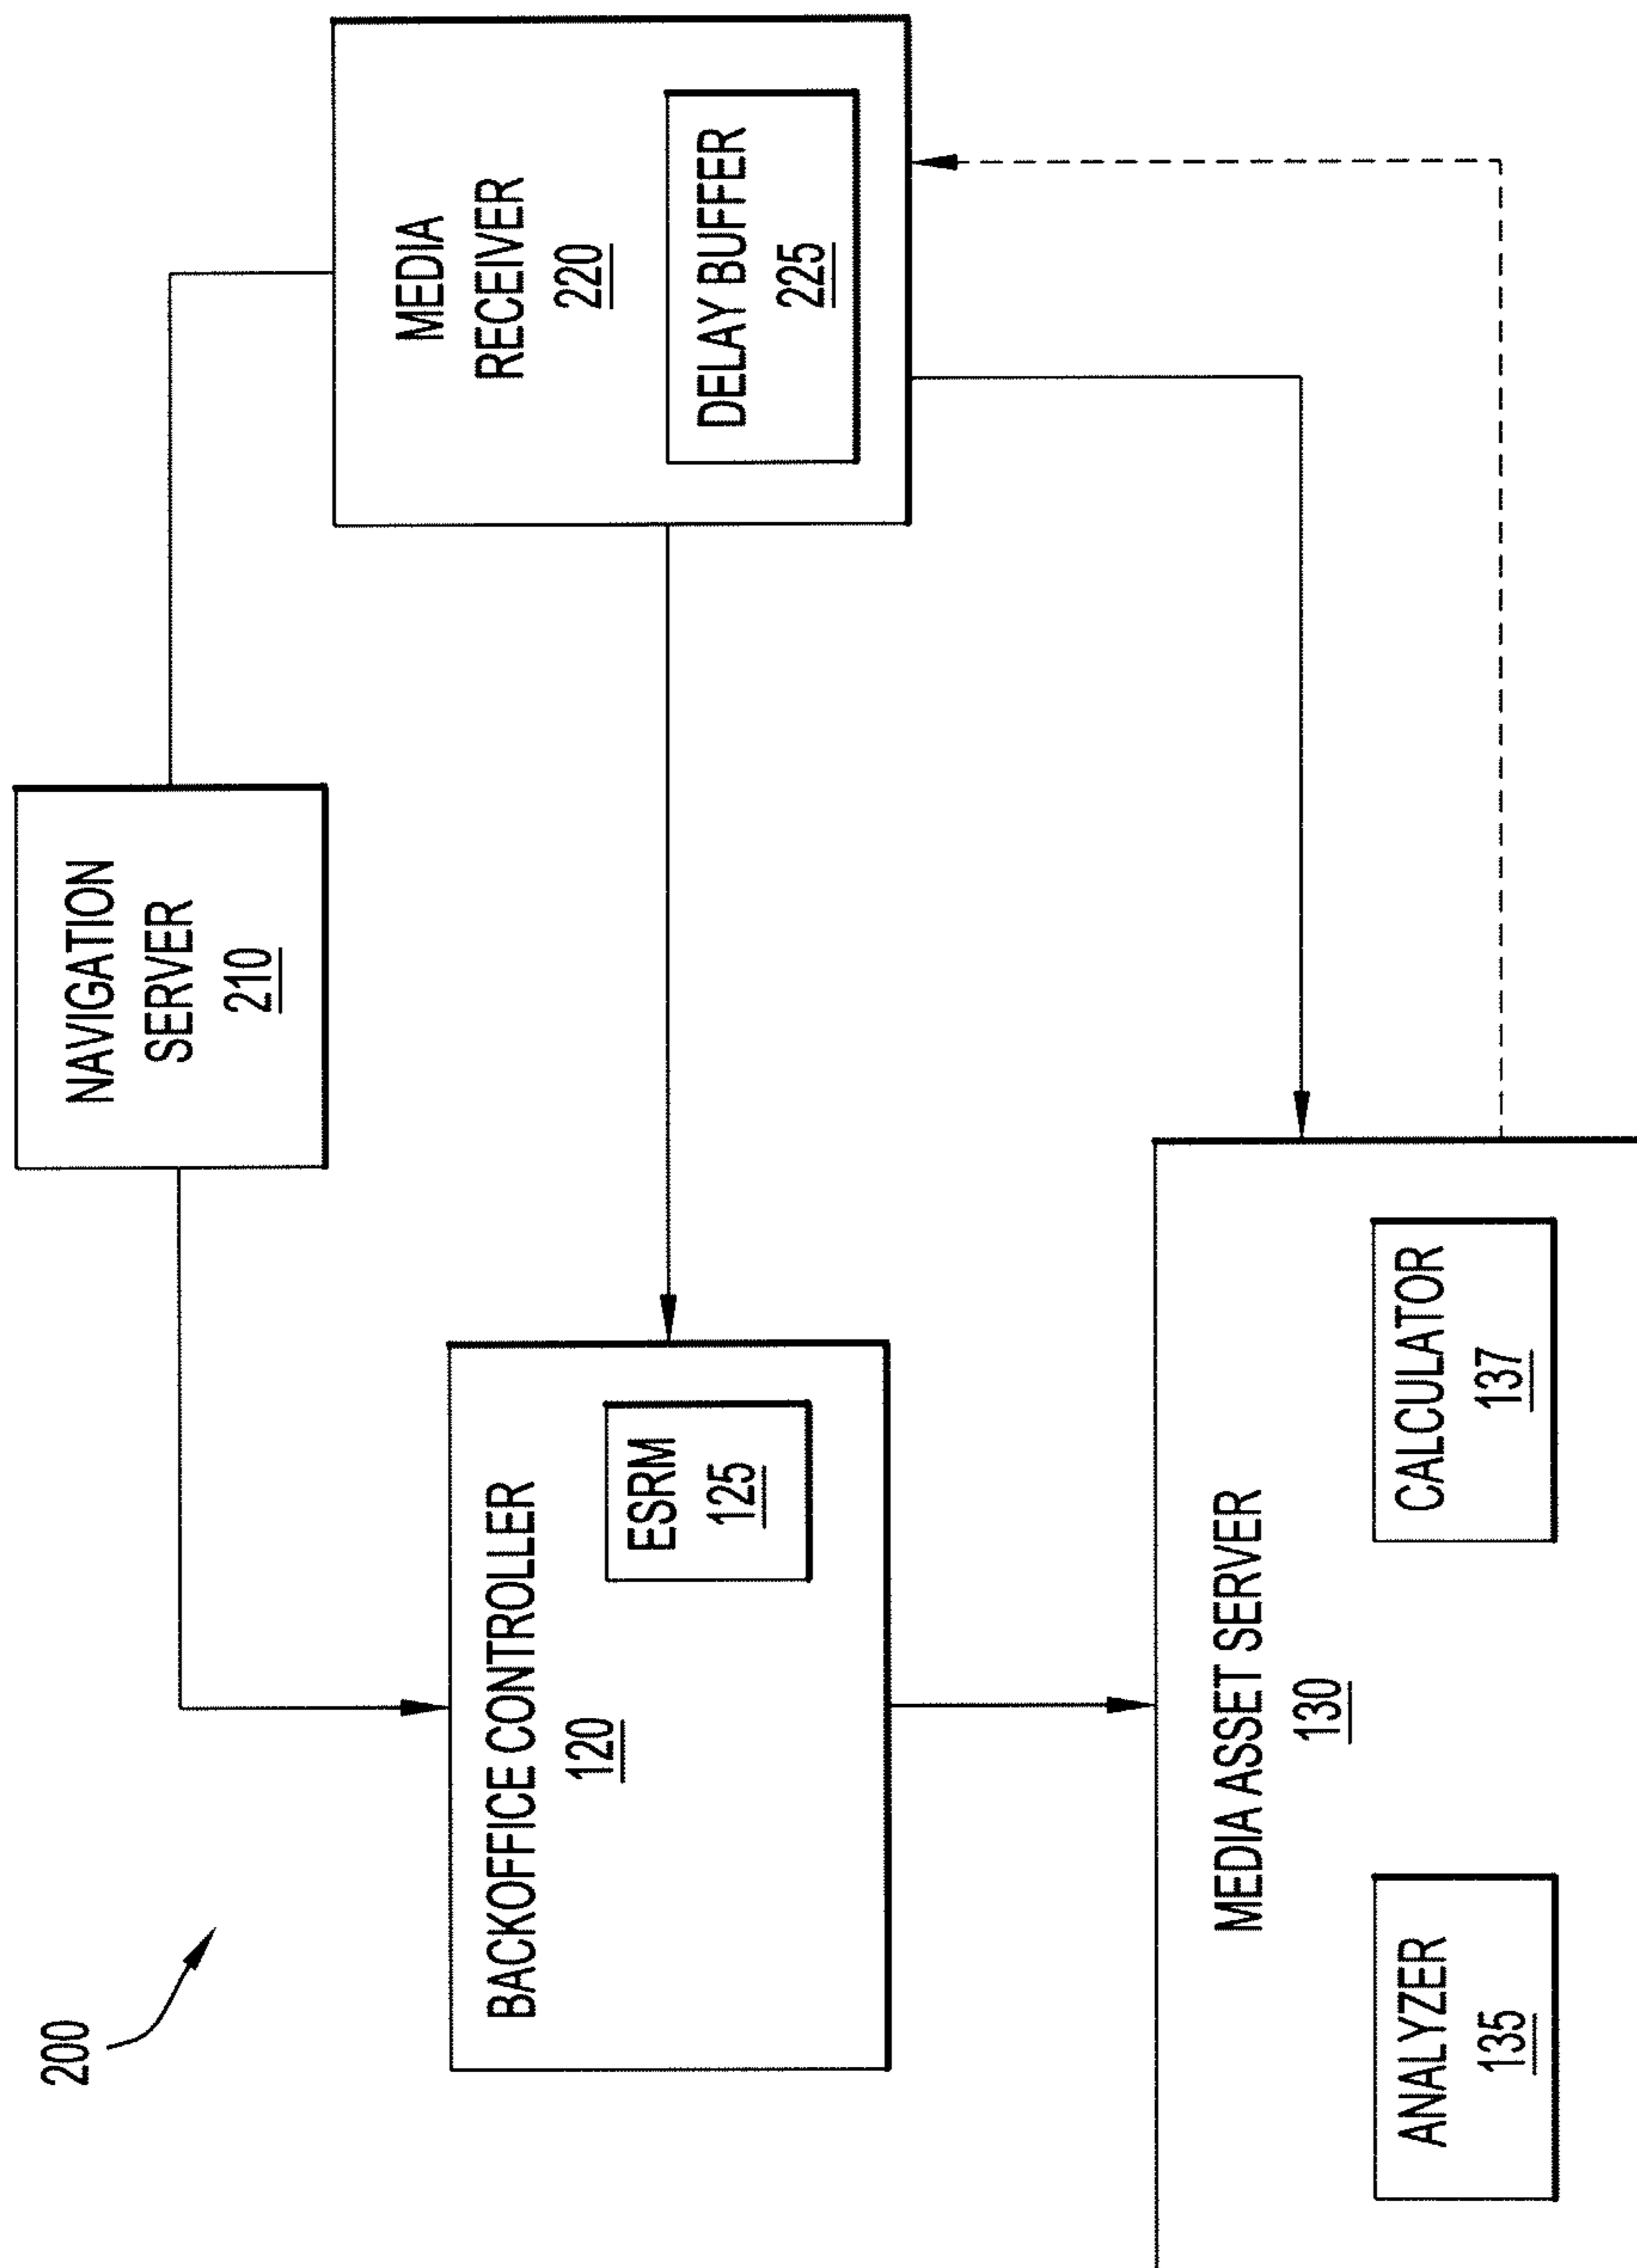 200
NAVIGATION
SERVER
210
BACKOFFICE CONTROLLER
120
ESRM
125
MEDIA
RECEIVER
220
DELAY BUFFER
225
MEDIA ASSET SERVER
130
ANALYZER
135
CALCULATOR
137